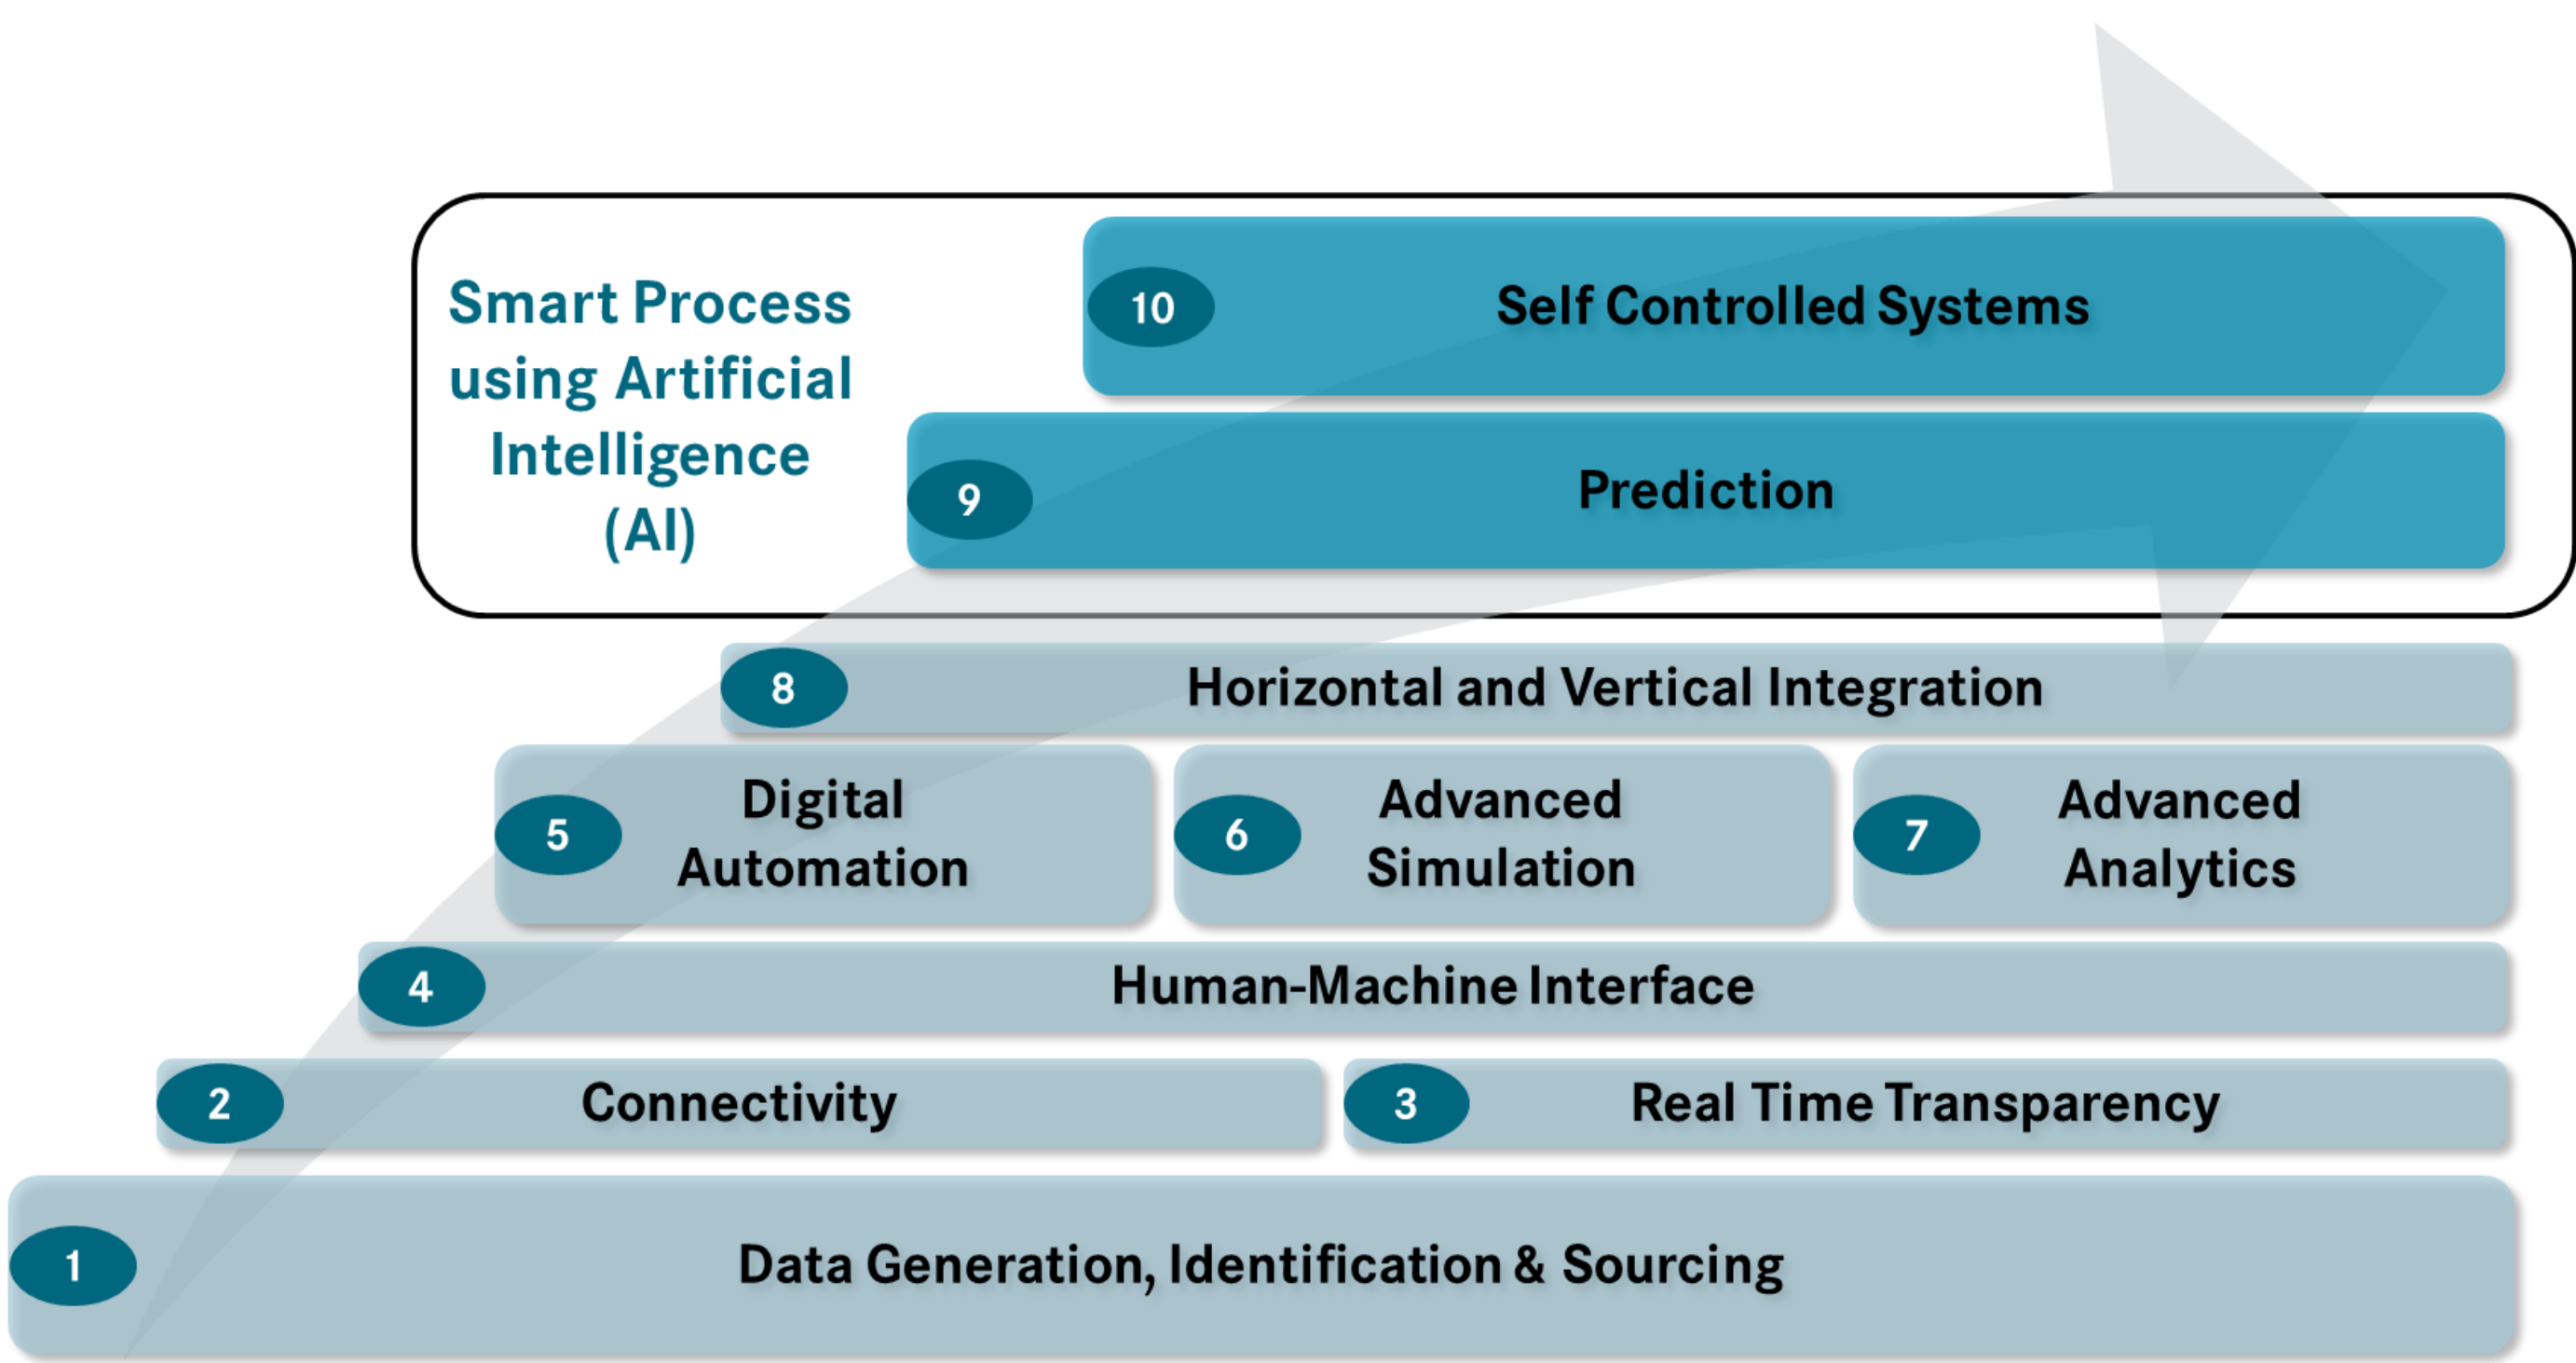 Smart Process
using Artificial
Intelligence
(AI)
10
Self Controlled Systems
9
Prediction
8
Horizontal and Vertical Integration
5
Digital
Automation
6
Advanced
Simulation
7
Advanced
Analytics
4
Human-Machine Interface
2
Connectivity
3
Real Time Transparency
1
Data Generation, Identification & Sourcing